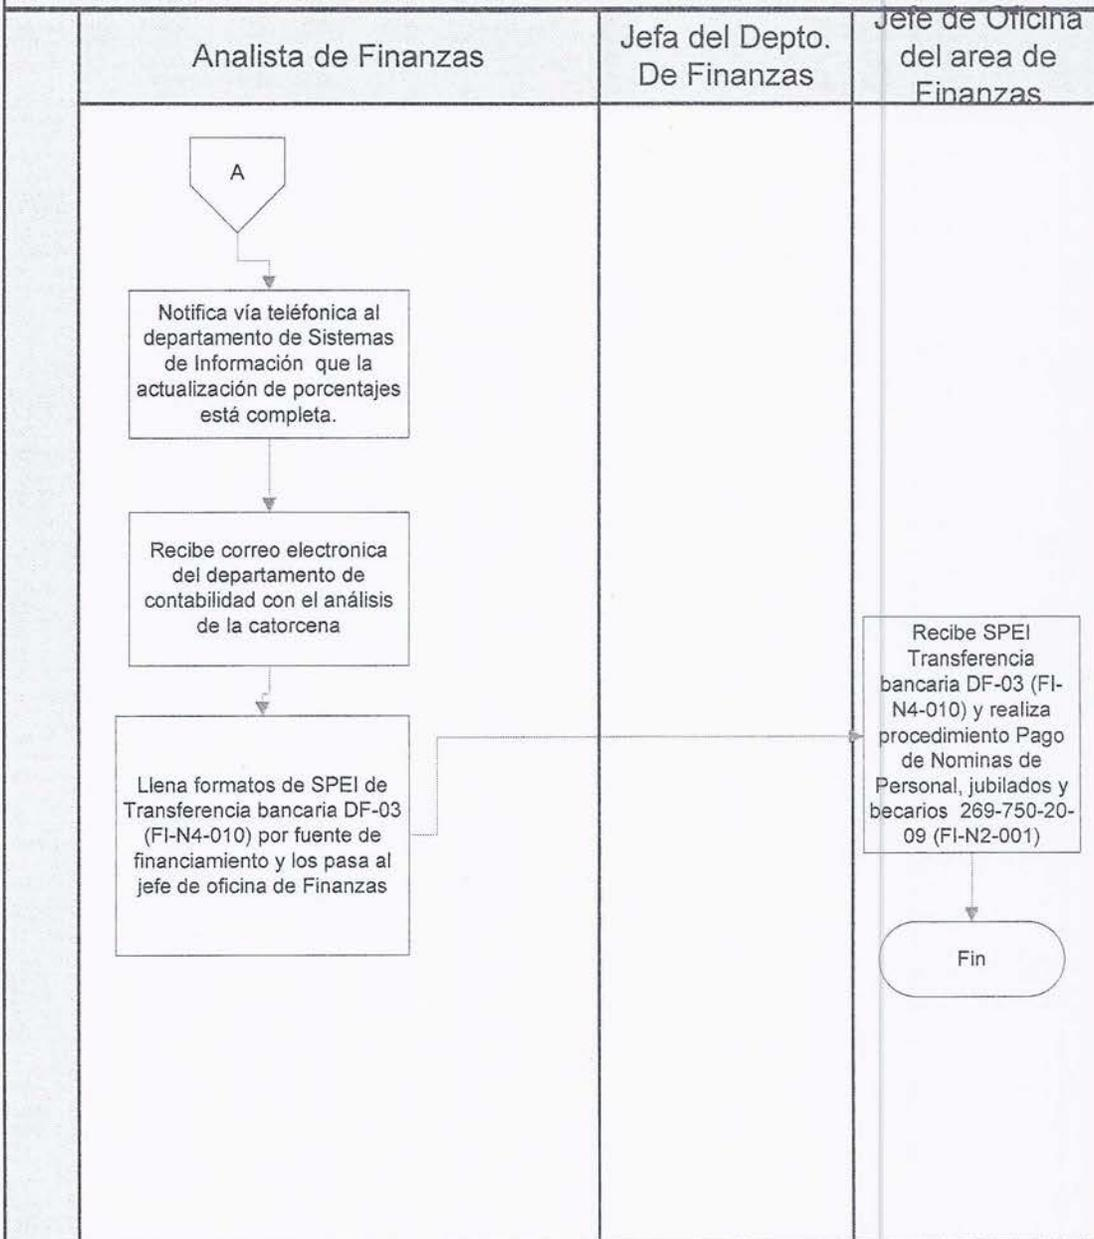 Analista de Finanzas
Jefa del Depto.
De Finanzas
Jefe de Oficina
del area de
Finanzas
A
Notifica vía teléfonica al
departamento de Sistemas
de Información que la
actualización de porcentajes
está completa.
Recibe correo electronica
del departamento de
contabilidad con el análisis
de la catorcena
Llena formatos de SPEI de
Transferencia bancaria DF-03
(FI-N4-010) por fuente de
financiamiento y los pasa al
jefe de oficina de Finanzas
Recibe SPEI
Transferencia
bancaria DF-03 (FI-
N4-010) y realiza
procedimiento Pago
de Nominas de
Personal, jubilados y
becarios 269-750-20-
09 (FI-N2-001)
Fin